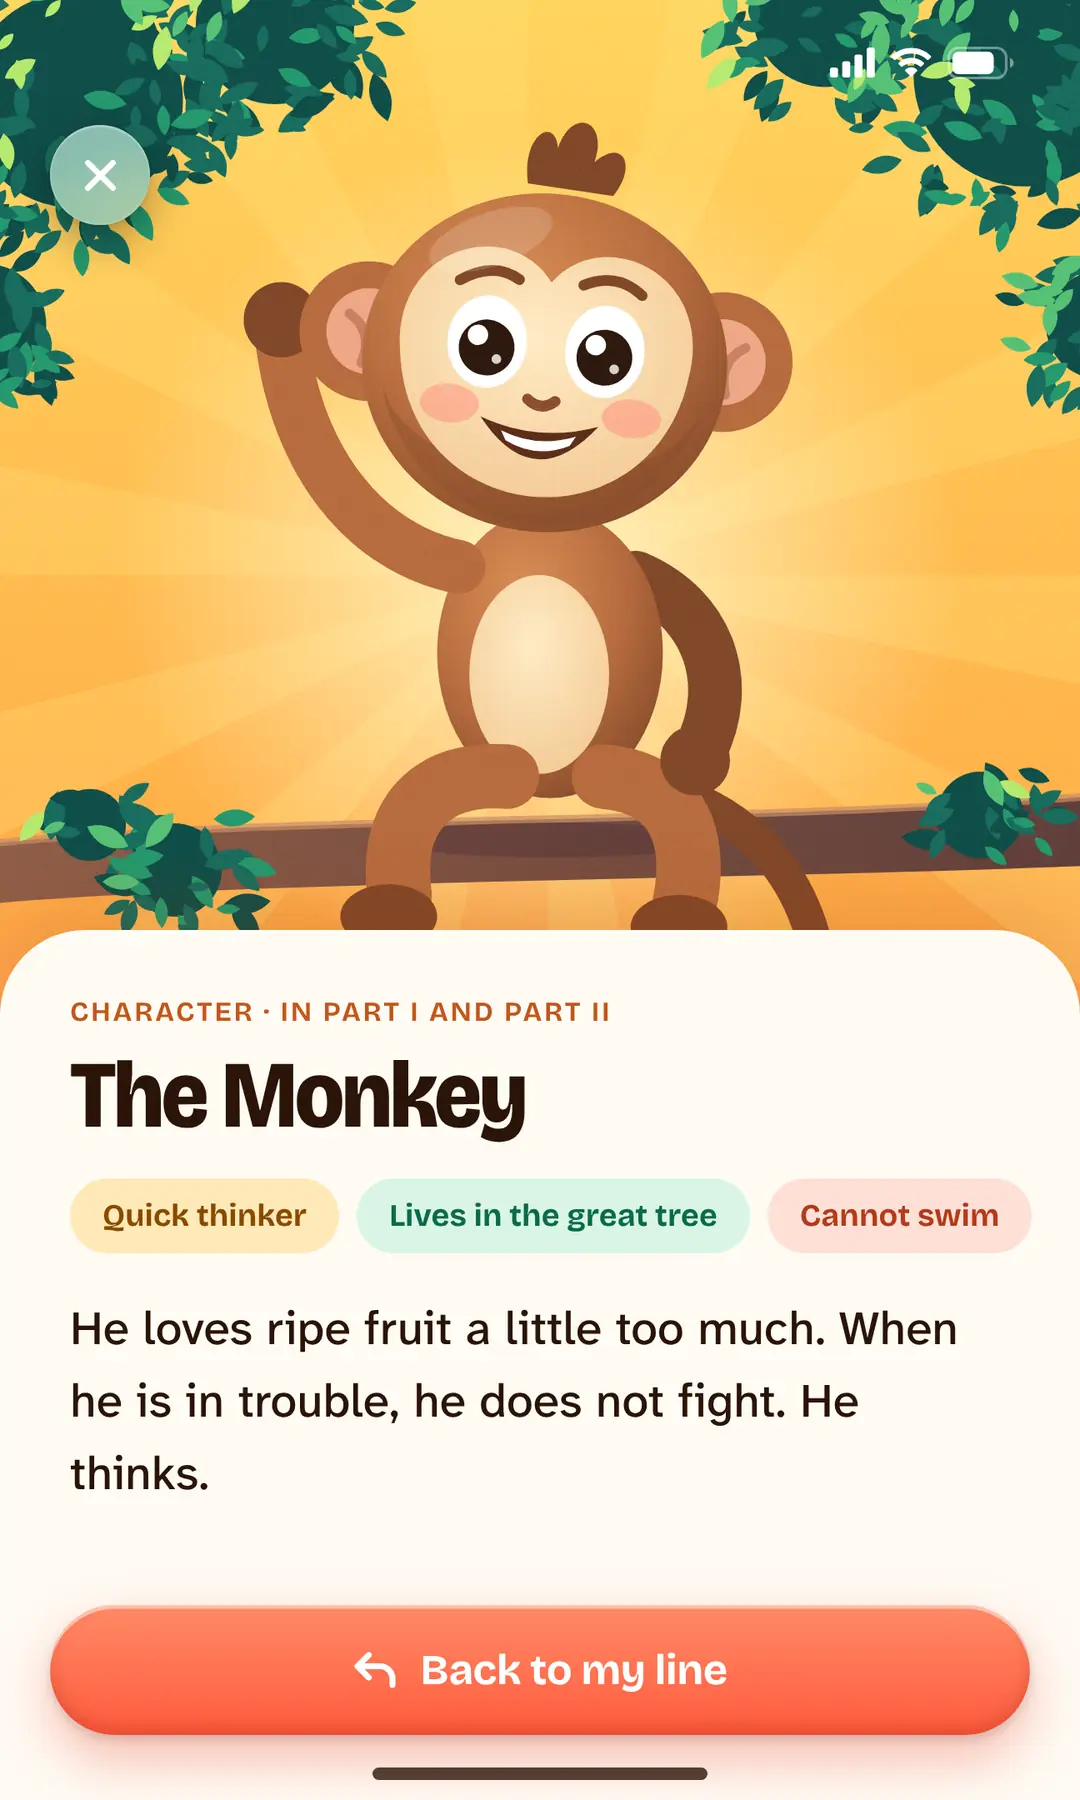 CHARACTER · IN PART I AND PART II
The Monkey
Quick thinker
Lives in the great tree
Cannot swim
He loves ripe fruit a little too much. When
he is in trouble, he does not fight. He
thinks.
Back to my line